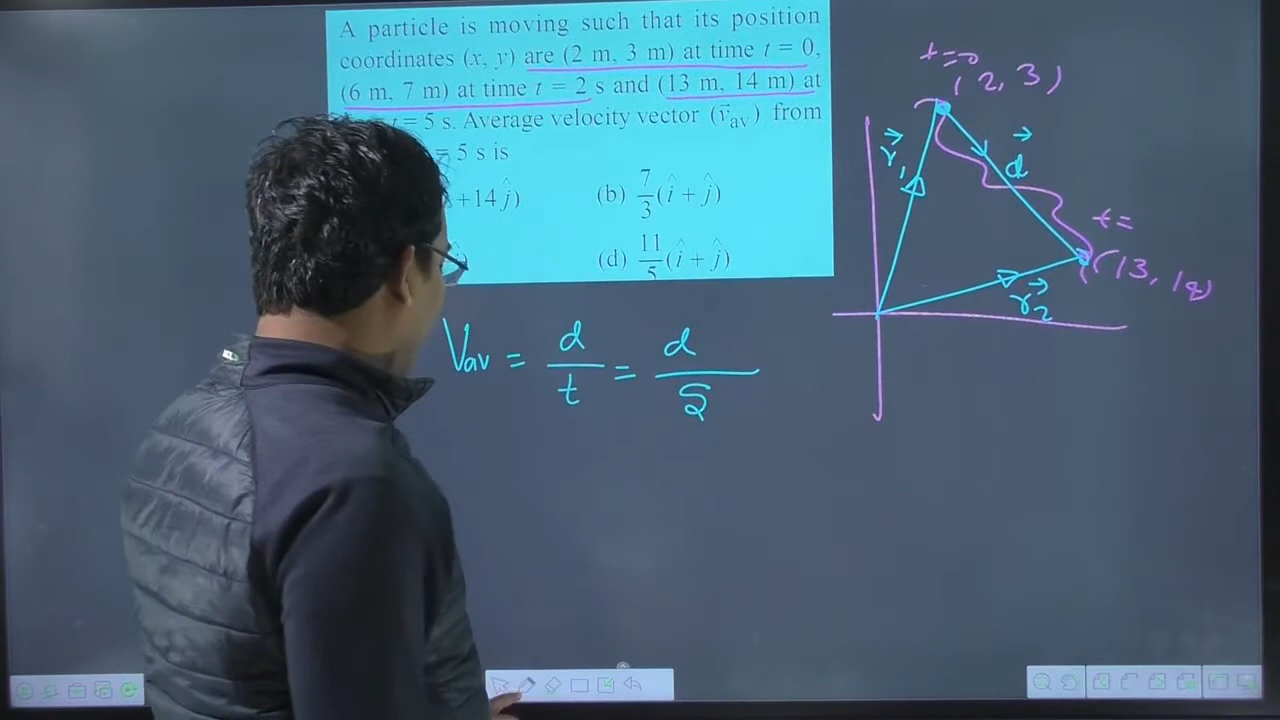 A particle is moving such that its position
coordinates (x, y) are (2 m, 3 m) at time t = 0,
(6 m, 7 m) at time t = 2 s and (13 m, 14 m) at
t = 5 s. Average velocity vector (v⃗av) from
= 5 s is
+14ĵ) (b) 7/3(î + ĵ)
(d) 11/5(î + ĵ)
Vav = d/t = d/5
t=0
(2, 3)
r⃗1
d⃗
t=
(13, 14)
r⃗2